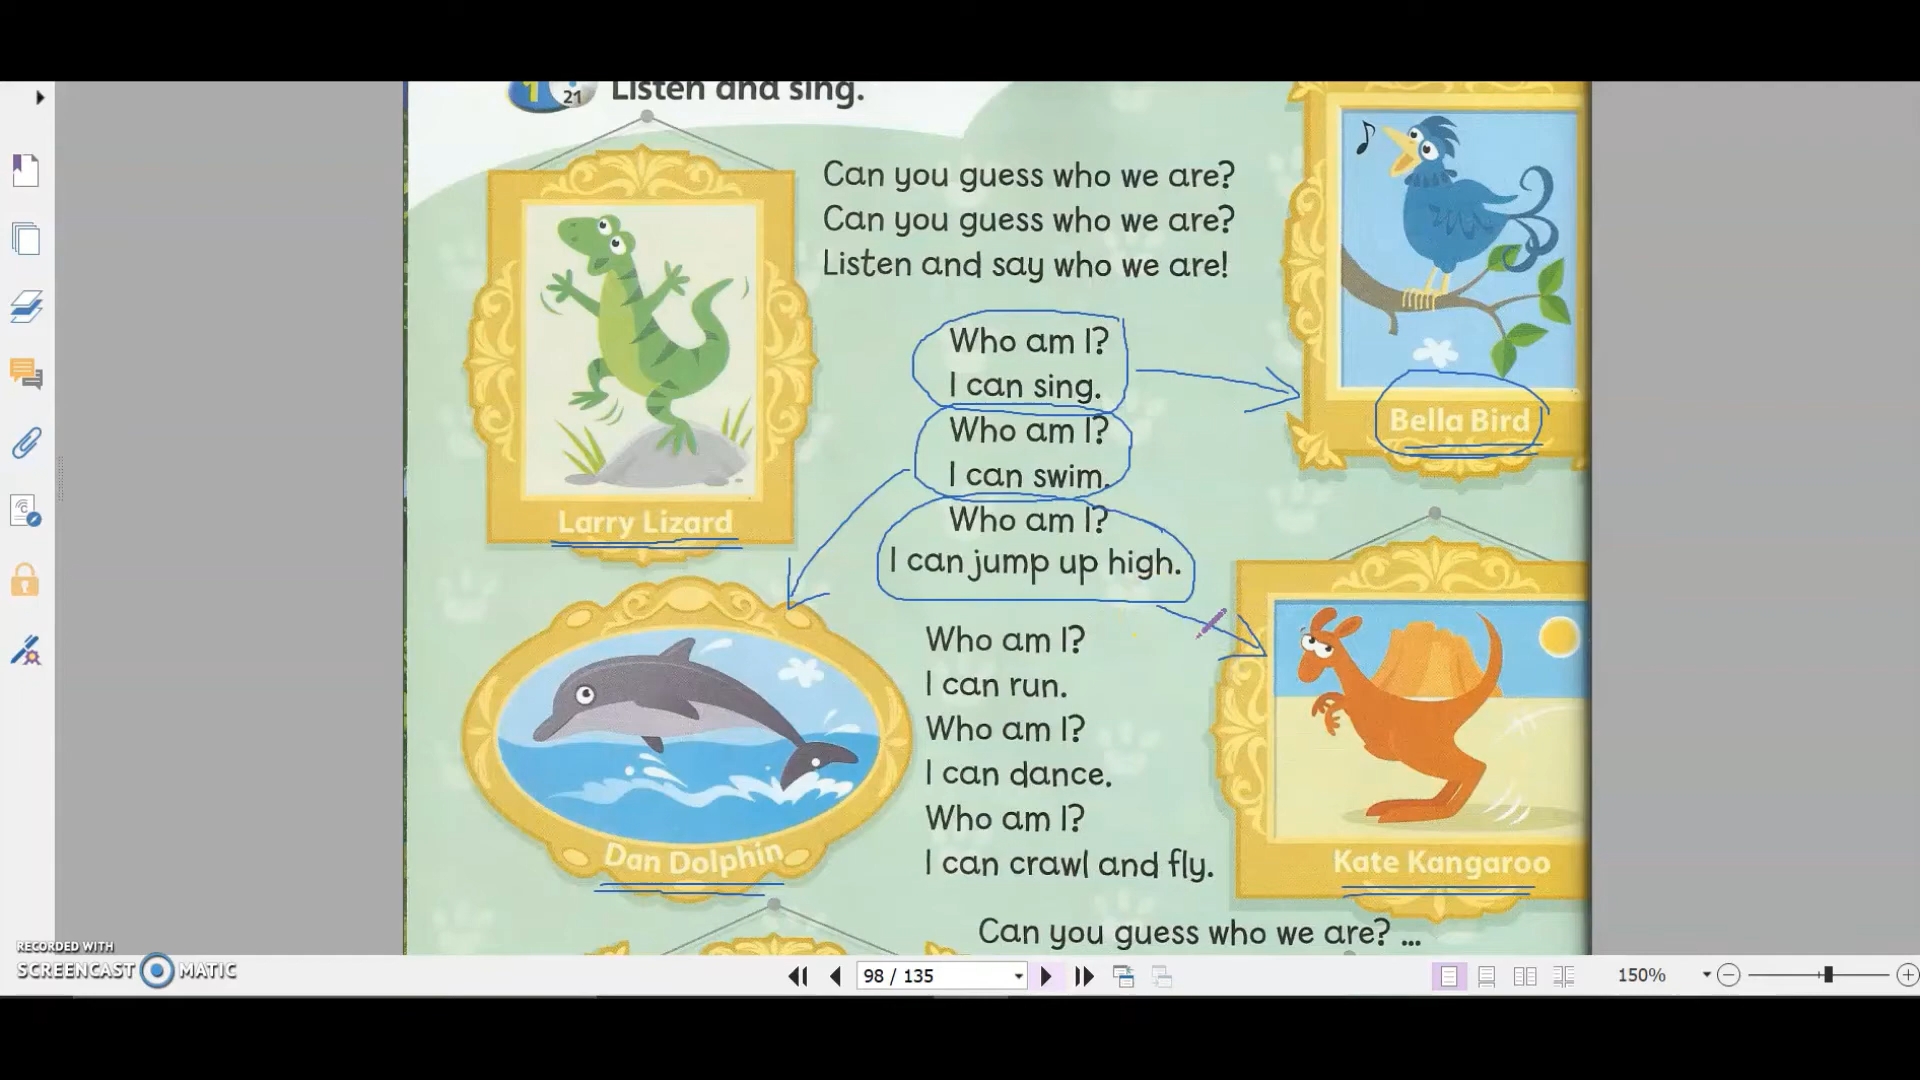 1 21 Listen and sing.
Can you guess who we are?
Can you guess who we are?
Listen and say who we are!
Who am I?
I can sing.
Who am I?
I can swim.
Who am I?
I can jump up high.
Who am I?
I can run.
Who am I?
I can dance.
Who am I?
I can crawl and fly.
Can you guess who we are? ...
Larry Lizard
Bella Bird
Dan Dolphin
Kate Kangaroo
RECORDED WITH
SCREENCAST MATIC
98 / 135
150%